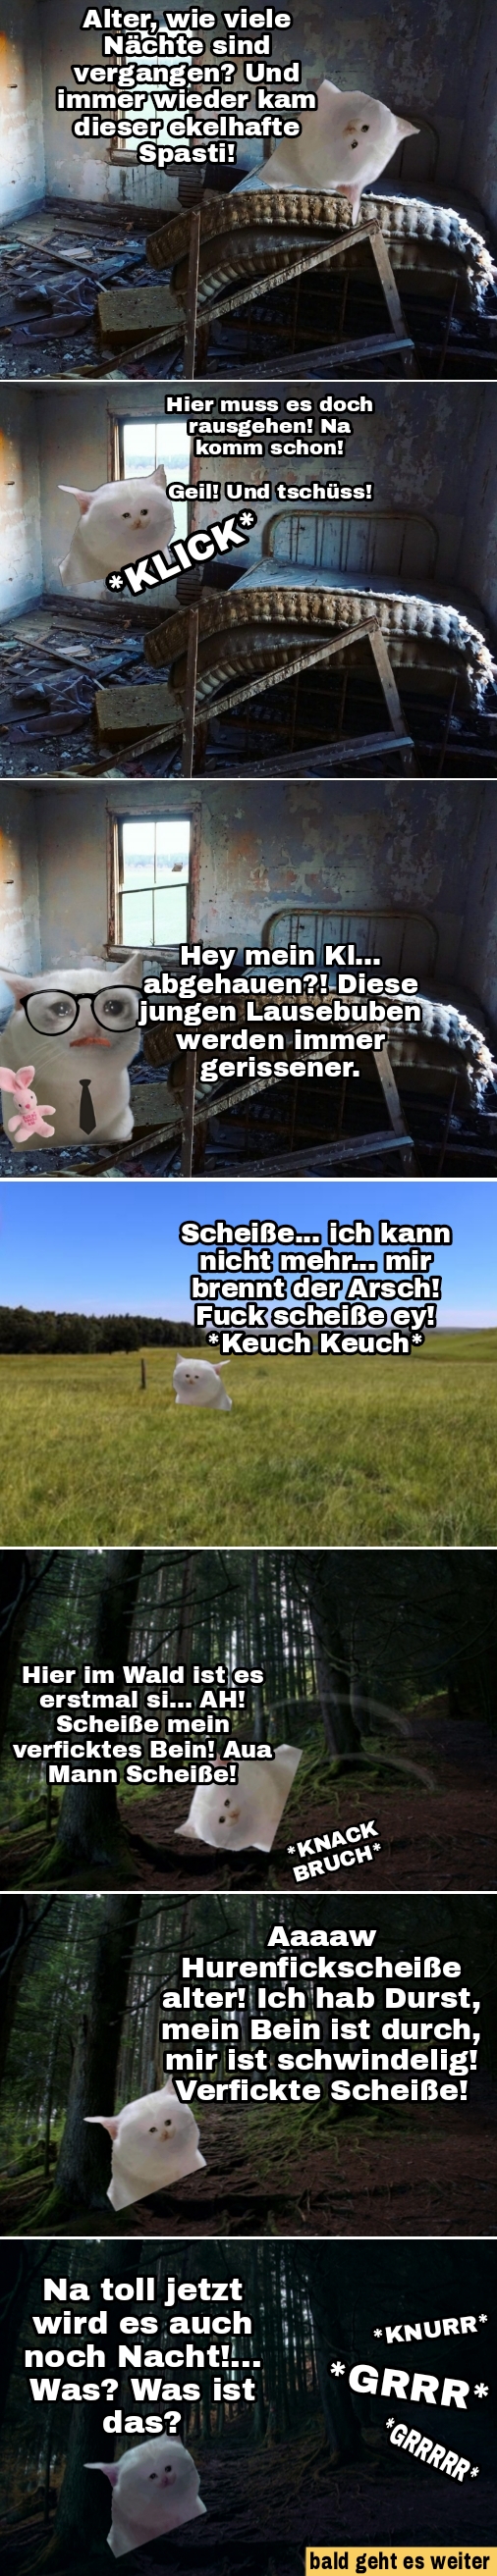 Alter, wie viele
Nächte sind
vergangen? Und
immer wieder kam
dieser ekelhafte
Spasti!
Hier muss es doch
rausgehen! Na
komm schon!
Geil! Und tschüss!
*KLICK*
Hey mein Kl...
abgehauen?! Diese
jungen Lausebuben
werden immer
gerissener.
Scheiße... ich kann
nicht mehr... mir
brennt der Arsch!
Fuck scheiße ey!
*Keuch Keuch*
Hier im Wald ist es
erstmal si... AH!
Scheiße mein
verficktes Bein! Aua
Mann Scheiße!
*KNACK
BRUCH*
Aaaaw
Hurenfickscheiße
alter! Ich hab Durst,
mein Bein ist durch,
mir ist schwindelig!
Verfickte Scheiße!
Na toll jetzt
wird es auch
noch Nacht!...
Was? Was ist
das?
*KNURR*
*GRRR*
*GRRRRR*
bald geht es weiter